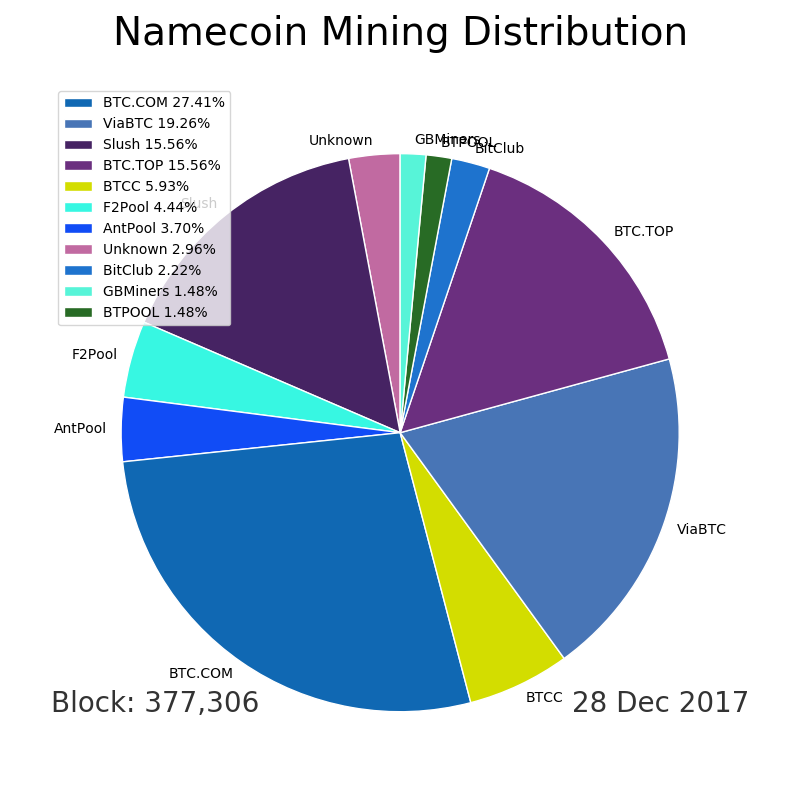 Namecoin Mining Distribution
BTC.COM 27.41%
ViaBTC 19.26%
Slush 15.56%
BTC.TOP 15.56%
BTCC 5.93%
F2Pool 4.44%
AntPool 3.70%
Unknown 2.96%
BitClub 2.22%
GBMiners 1.48%
BTPOOL 1.48%
Unknown
GBMiners
BTPOOL
BitClub
Slush
BTC.TOP
F2Pool
AntPool
ViaBTC
BTC.COM
BTCC
Block: 377,306
28 Dec 2017